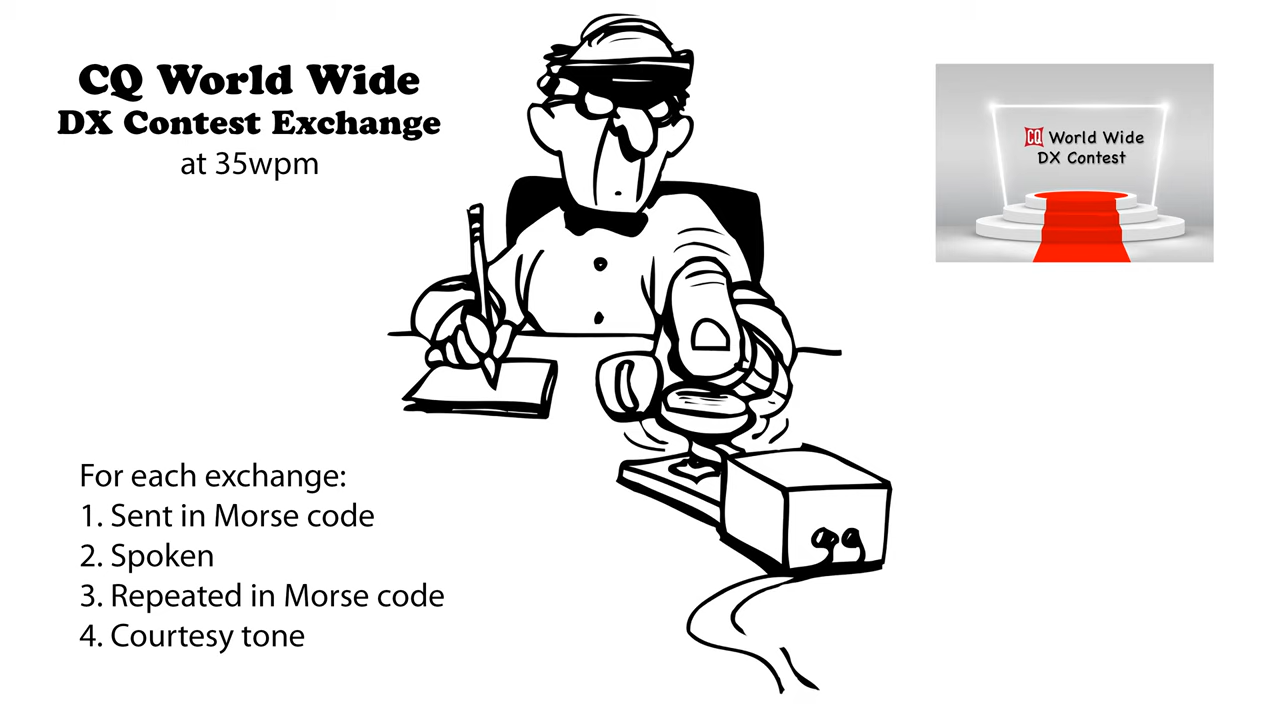 CQ World Wide
DX Contest Exchange
at 35wpm
CQ World Wide
DX Contest
For each exchange:
1. Sent in Morse code
2. Spoken
3. Repeated in Morse code
4. Courtesy tone